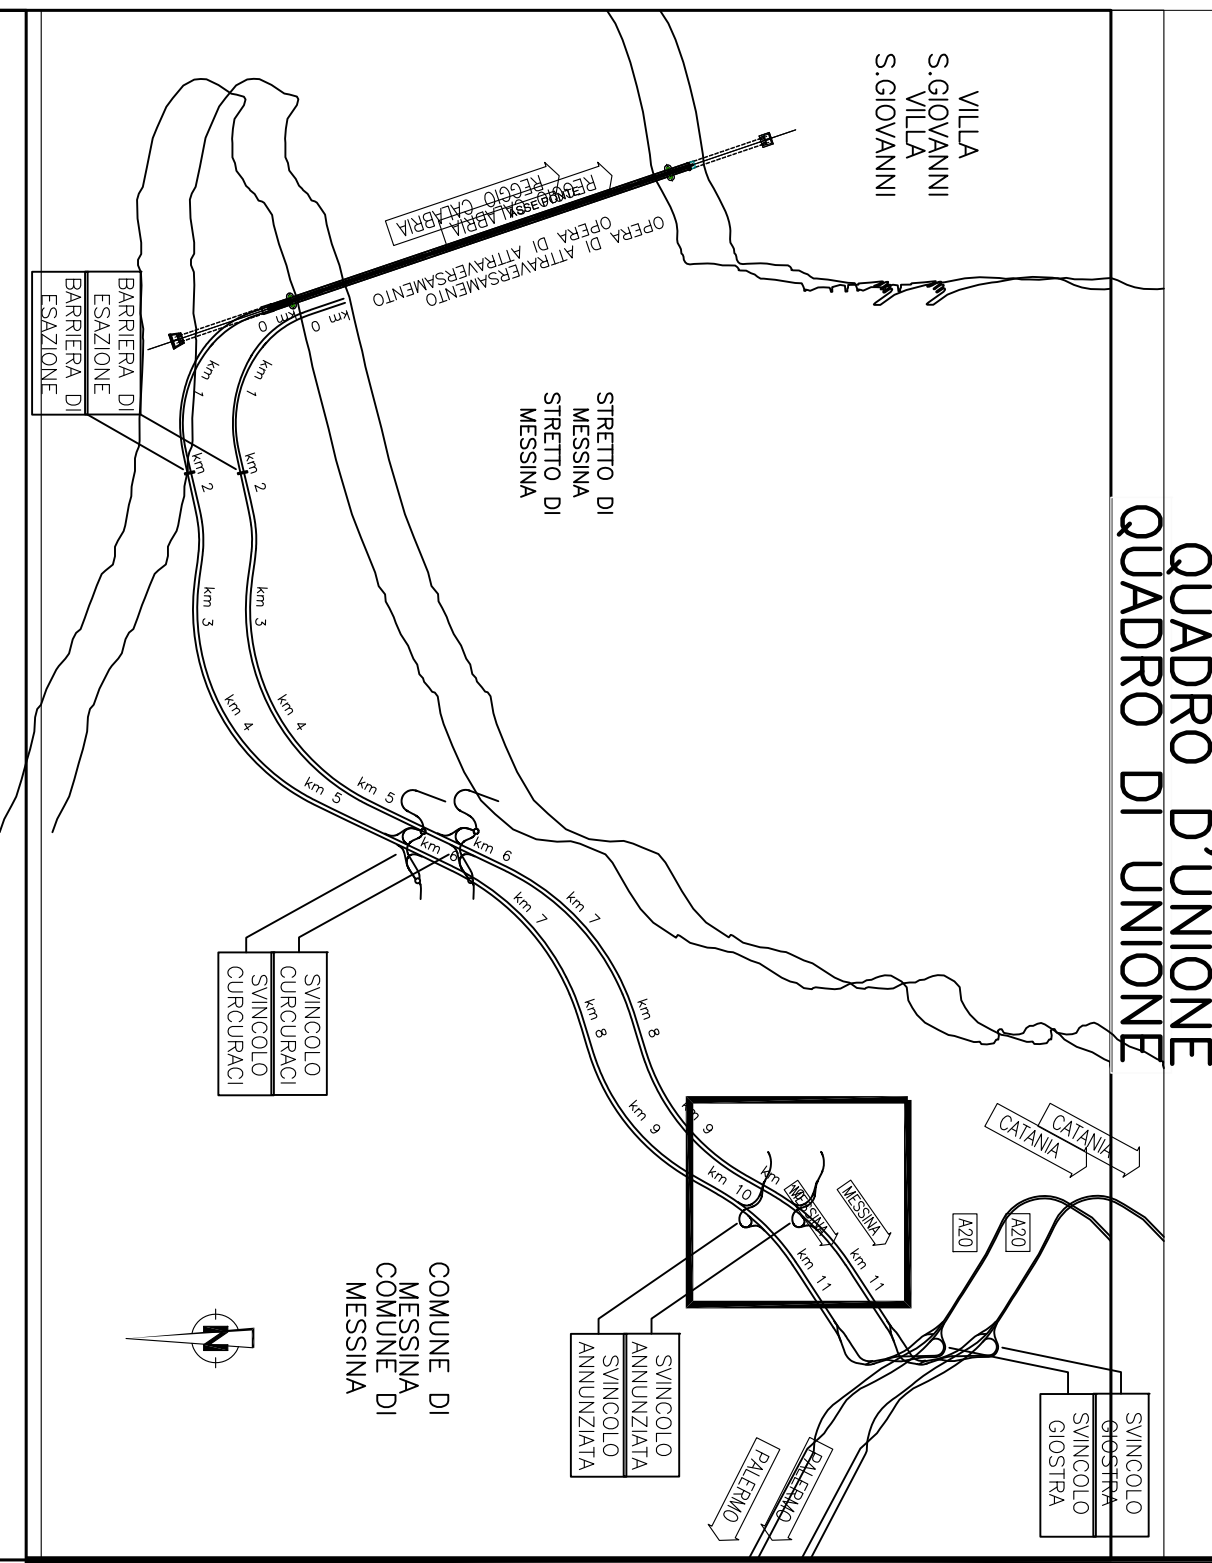 QUADRO D'UNIONE
QUADRO DI UNIONE
VILLA
S.GIOVANNI
VILLA
S.GIOVANNI
REGGIO CALABRIA
REGGIO CALABRIA
ASSE PONTE
OPERA DI ATTRAVERSAMENTO
OPERA DI ATTRAVERSAMENTO
STRETTO DI
MESSINA
STRETTO DI
MESSINA
BARRIERA DI
ESAZIONE
BARRIERA DI
ESAZIONE
km 0
km 0
km 1
km 1
km 2
km 2
km 3
km 3
km 4
km 4
km 5
km 5
km 6
km 6
km 7
km 7
km 8
km 8
km 9
km 9
km 10
km 10
km 11
km 11
SVINCOLO
CURCURACI
SVINCOLO
CURCURACI
CATANIA
CATANIA
MESSINA
MESSINA
A20
A20
COMUNE DI
MESSINA
COMUNE DI
MESSINA
N
SVINCOLO
ANNUNZIATA
SVINCOLO
ANNUNZIATA
SVINCOLO
GIOSTRA
SVINCOLO
GIOSTRA
PALERMO
PALERMO